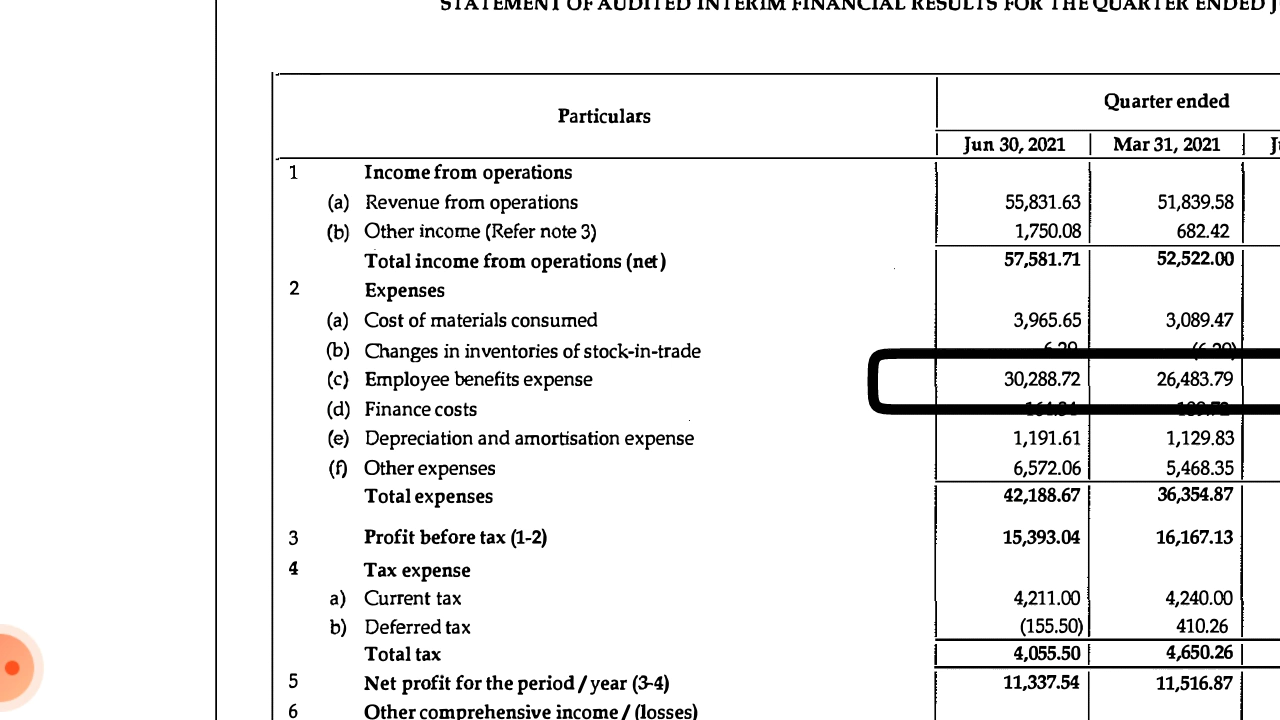 STATEMENT OF AUDITED INTERIM FINANCIAL RESULTS FOR THE QUARTER ENDED
Particulars Quarter ended
Jun 30, 2021 Mar 31, 2021
1 Income from operations
(a) Revenue from operations 55,831.63 51,839.58
(b) Other income (Refer note 3) 1,750.08 682.42
Total income from operations (net) 57,581.71 52,522.00
2 Expenses
(a) Cost of materials consumed 3,965.65 3,089.47
(b) Changes in inventories of stock-in-trade
(c) Employee benefits expense 30,288.72 26,483.79
(d) Finance costs
(e) Depreciation and amortisation expense 1,191.61 1,129.83
(f) Other expenses 6,572.06 5,468.35
Total expenses 42,188.67 36,354.87
3 Profit before tax (1-2) 15,393.04 16,167.13
4 Tax expense
a) Current tax 4,211.00 4,240.00
b) Deferred tax (155.50) 410.26
Total tax 4,055.50 4,650.26
5 Net profit for the period / year (3-4) 11,337.54 11,516.87
6 Other comprehensive income / (losses)